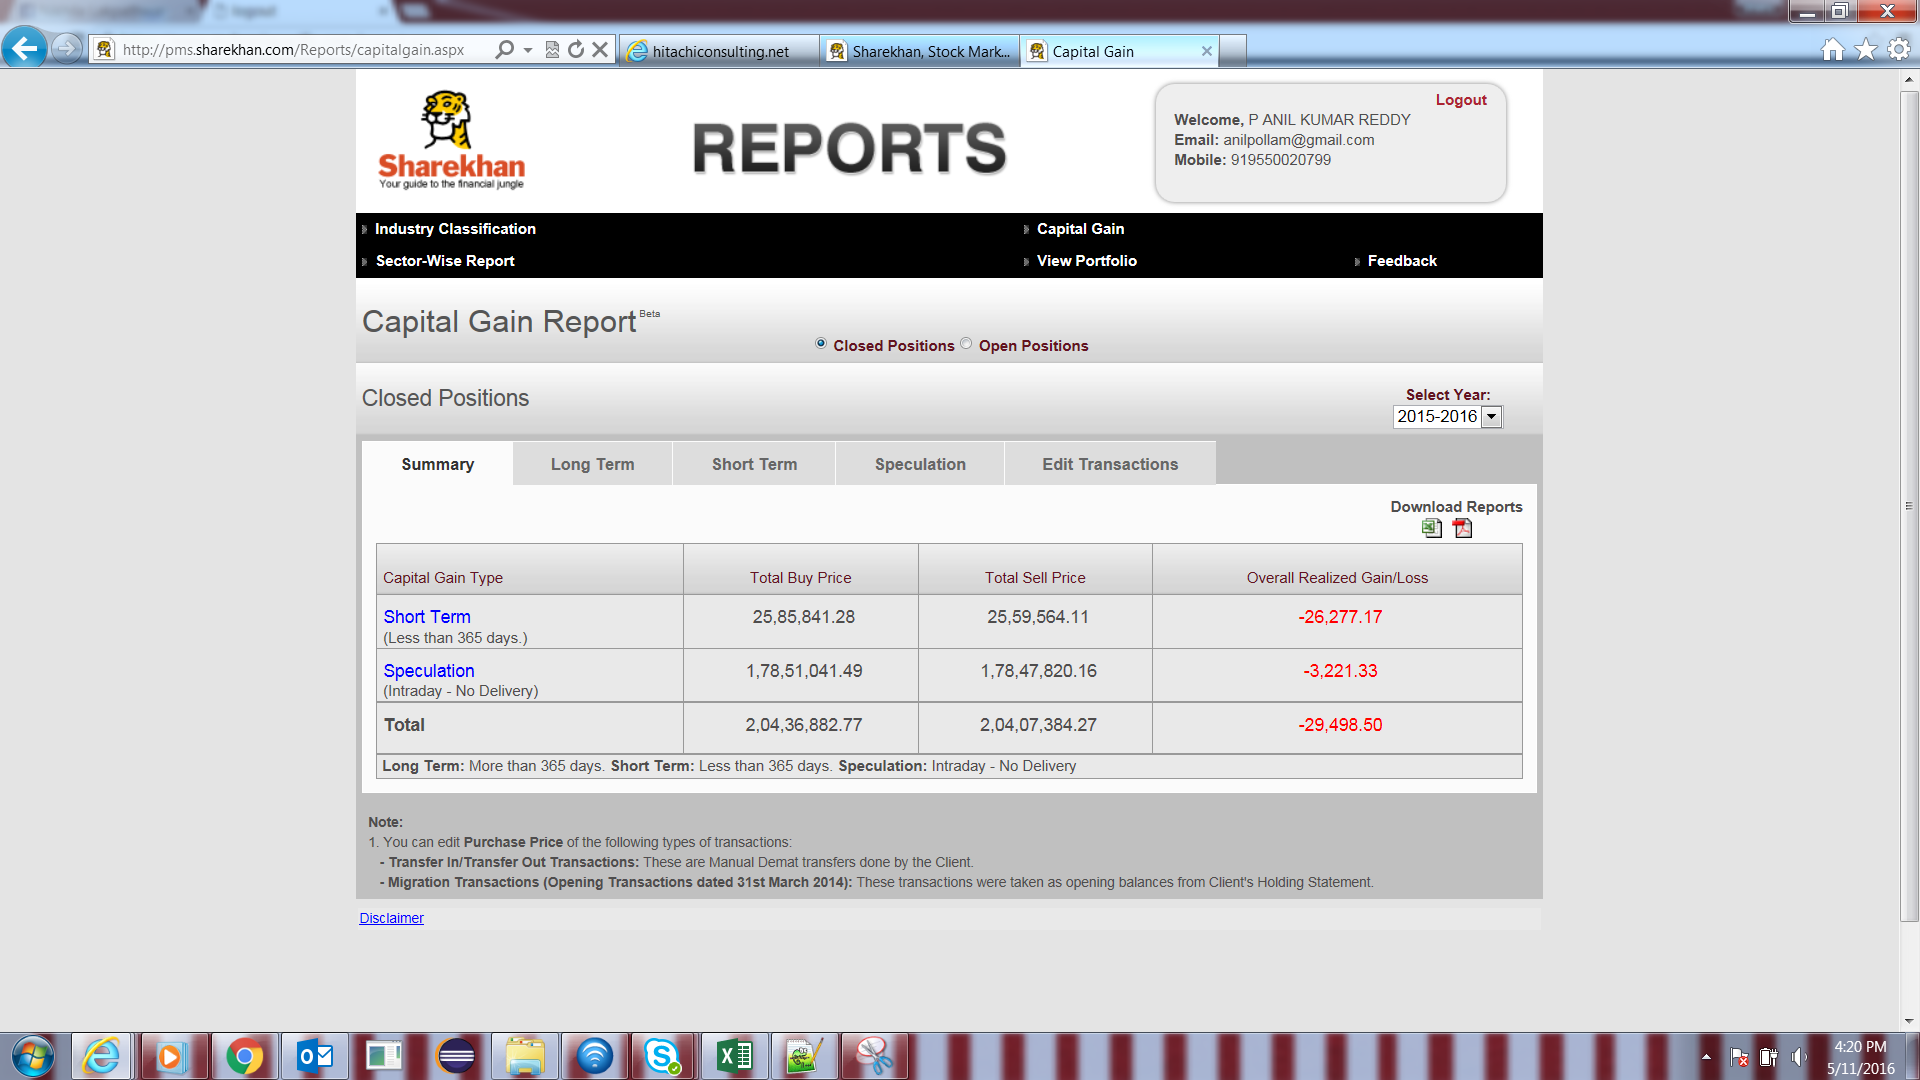 logout
http://pms.sharekhan.com/Reports/capitalgain.aspx
hitachiconsulting.net
Sharekhan, Stock Mark...
Capital Gain
Sharekhan
Your guide to the financial jungle
REPORTS
Logout
Welcome, P ANIL KUMAR REDDY
Email: anilpollam@gmail.com
Mobile: 919550020799
Industry Classification
Capital Gain
Sector-Wise Report
View Portfolio
Feedback
Capital Gain Report Beta
Closed Positions Open Positions
Closed Positions
Select Year:
2015-2016
Summary Long Term Short Term Speculation Edit Transactions
Download Reports
Capital Gain Type Total Buy Price Total Sell Price Overall Realized Gain/Loss
Short Term 25,85,841.28 25,59,564.11 -26,277.17
(Less than 365 days.)
Speculation 1,78,51,041.49 1,78,47,820.16 -3,221.33
(Intraday - No Delivery)
Total 2,04,36,882.77 2,04,07,384.27 -29,498.50
Long Term: More than 365 days. Short Term: Less than 365 days. Speculation: Intraday - No Delivery
Note:
1. You can edit Purchase Price of the following types of transactions:
- Transfer In/Transfer Out Transactions: These are Manual Demat transfers done by the Client.
- Migration Transactions (Opening Transactions dated 31st March 2014): These transactions were taken as opening balances from Client's Holding Statement.
Disclaimer
4:20 PM
5/11/2016